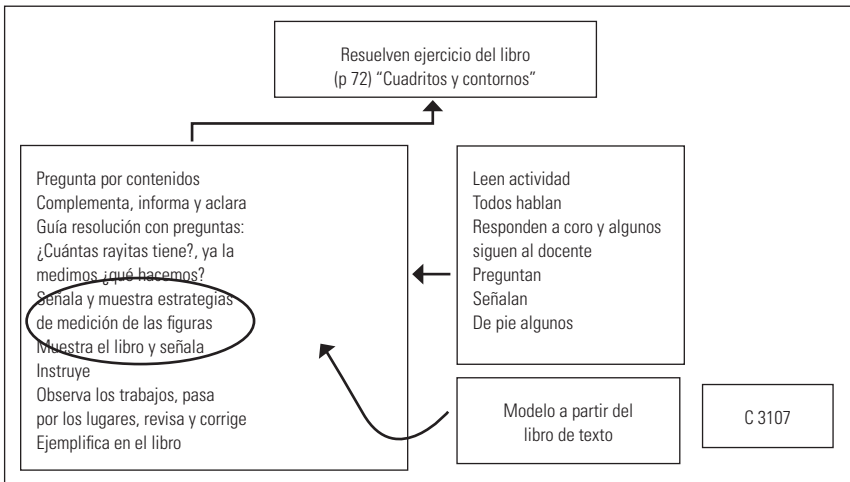 Resuelven ejercicio del libro
(p 72) “Cuadritos y contornos”
Pregunta por contenidos
Complementa, informa y aclara
Guía resolución con preguntas:
¿Cuántas rayitas tiene?, ya la
medimos ¿qué hacemos?
Señala y muestra estrategias
de medición de las figuras
Muestra el libro y señala
Instruye
Observa los trabajos, pasa
por los lugares, revisa y corrige
Ejemplifica en el libro
Leen actividad
Todos hablan
Responden a coro y algunos
siguen al docente
Preguntan
Señalan
De pie algunos
Modelo a partir del
libro de texto
C 3107